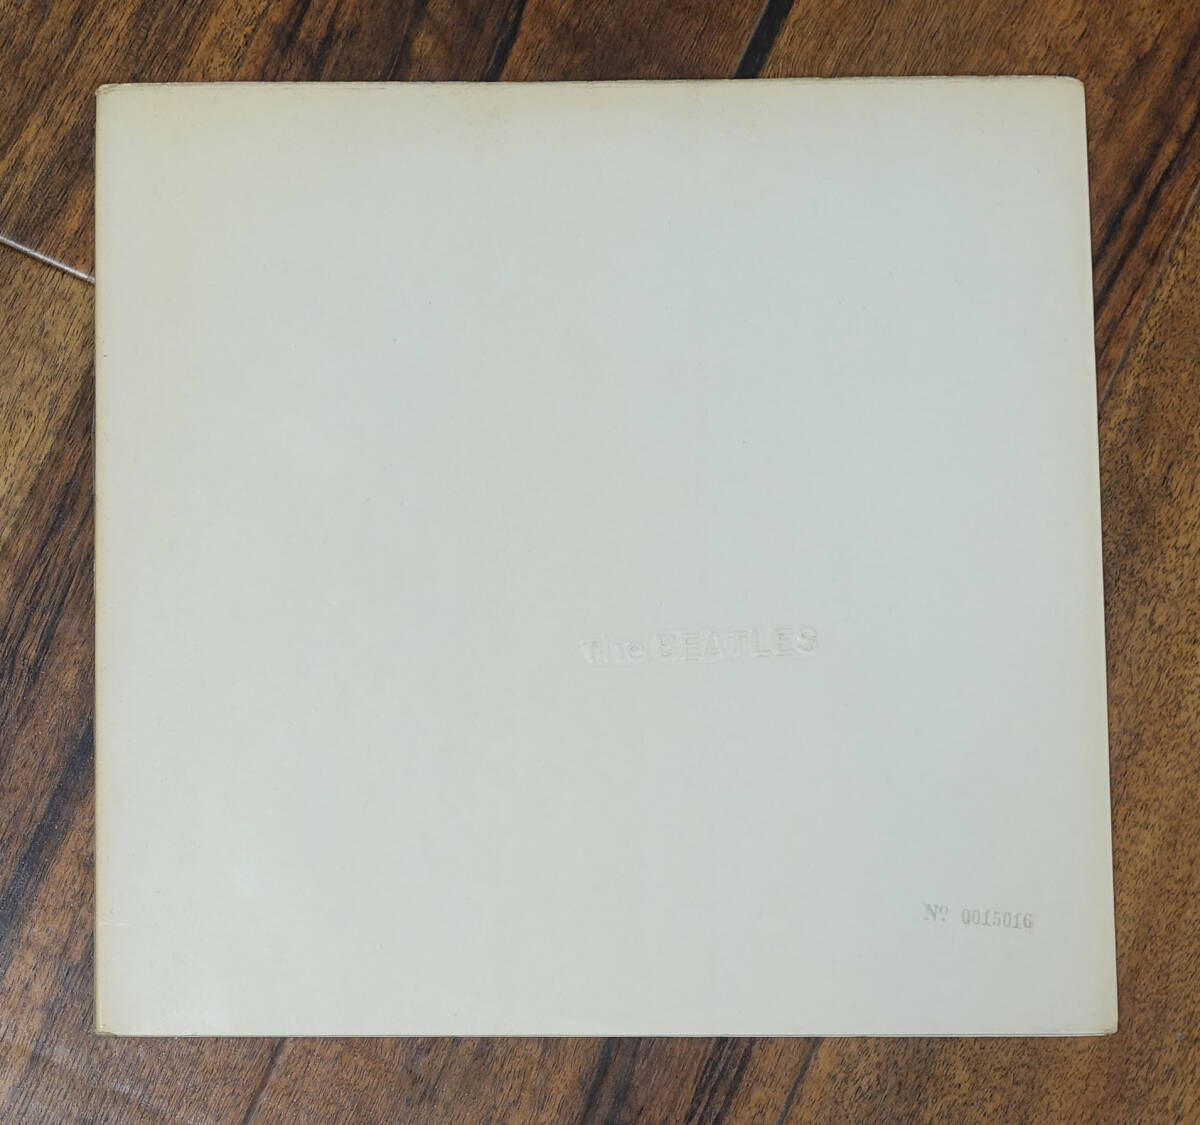 The BEATLES
Nº 0015016